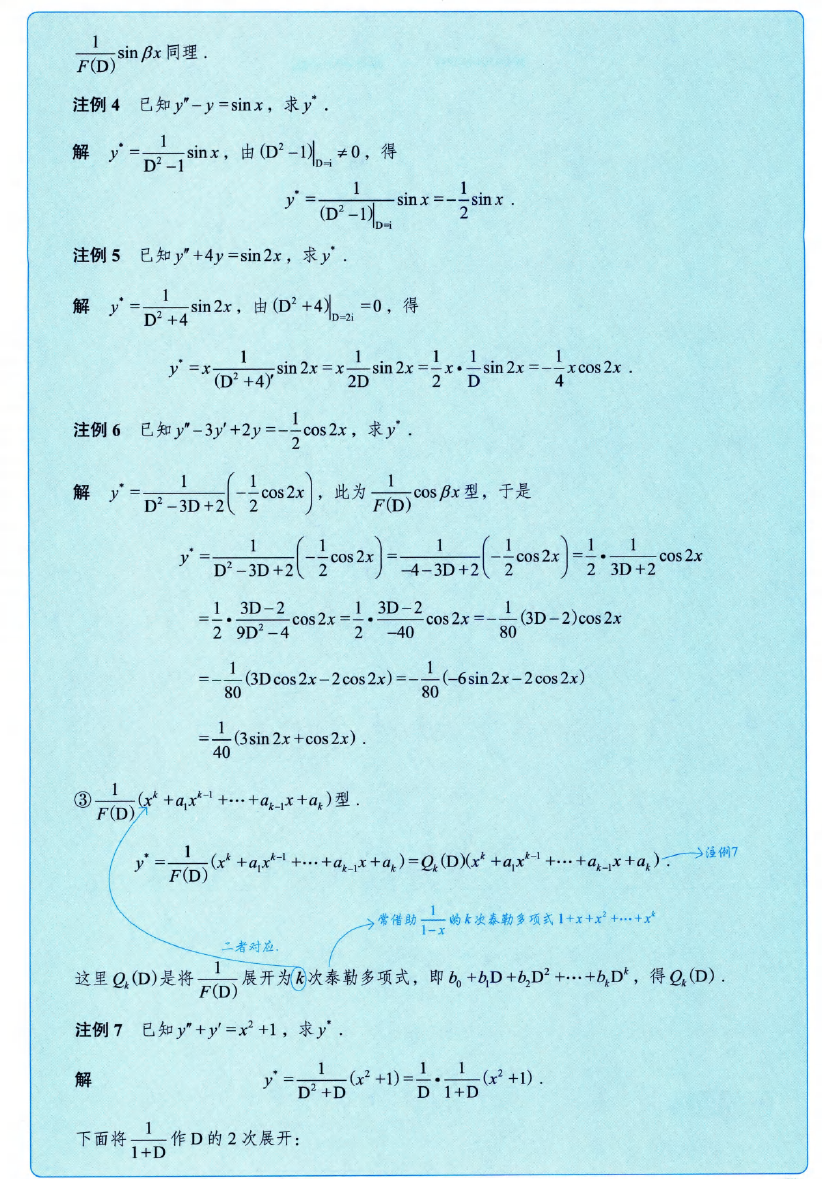 $\frac{1}{F(D)}\sin\beta x$ 同理.
注例 4 已知 $y''-y=\sin x$，求 $y^*$.
解 $y^*=\frac{1}{D^2-1}\sin x$，由 $(D^2-1)|_{D=i}\neq 0$，得
$y^*=\frac{1}{(D^2-1)|_{D=i}}\sin x=-\frac{1}{2}\sin x$.
注例 5 已知 $y''+4y=\sin 2x$，求 $y^*$.
解 $y^*=\frac{1}{D^2+4}\sin 2x$，由 $(D^2+4)|_{D=2i}=0$，得
$y^*=x\frac{1}{(D^2+4)'}\sin 2x=x\frac{1}{2D}\sin 2x=\frac{1}{2}x\cdot\frac{1}{D}\sin 2x=-\frac{1}{4}x\cos 2x$.
注例 6 已知 $y''-3y'+2y=-\frac{1}{2}\cos 2x$，求 $y^*$.
解 $y^*=\frac{1}{D^2-3D+2}\left(-\frac{1}{2}\cos 2x\right)$，此为 $\frac{1}{F(D)}\cos\beta x$ 型，于是
$y^*=\frac{1}{D^2-3D+2}\left(-\frac{1}{2}\cos 2x\right)=\frac{1}{-4-3D+2}\left(-\frac{1}{2}\cos 2x\right)=\frac{1}{2}\cdot\frac{1}{3D+2}\cos 2x$
$=\frac{1}{2}\cdot\frac{3D-2}{9D^2-4}\cos 2x=\frac{1}{2}\cdot\frac{3D-2}{-40}\cos 2x=-\frac{1}{80}(3D-2)\cos 2x$
$=-\frac{1}{80}(3D\cos 2x-2\cos 2x)=-\frac{1}{80}(-6\sin 2x-2\cos 2x)$
$=\frac{1}{40}(3\sin 2x+\cos 2x)$.
③ $\frac{1}{F(D)}(x^k+a_1x^{k-1}+\cdots+a_{k-1}x+a_k)$ 型.
$y^*=\frac{1}{F(D)}(x^k+a_1x^{k-1}+\cdots+a_{k-1}x+a_k)=Q_k(D)(x^k+a_1x^{k-1}+\cdots+a_{k-1}x+a_k)$. →注例7
常借助 $\frac{1}{1-x}$ 的k次泰勒多项式 $1+x+x^2+\cdots+x^k$
二者对应.
这里 $Q_k(D)$ 是将 $\frac{1}{F(D)}$ 展开为 k 次泰勒多项式，即 $b_0+b_1D+b_2D^2+\cdots+b_kD^k$，得 $Q_k(D)$.
注例 7 已知 $y''+y'=x^2+1$，求 $y^*$.
解 $y^*=\frac{1}{D^2+D}(x^2+1)=\frac{1}{D}\cdot\frac{1}{1+D}(x^2+1)$.
下面将 $\frac{1}{1+D}$ 作 D 的 2 次展开：